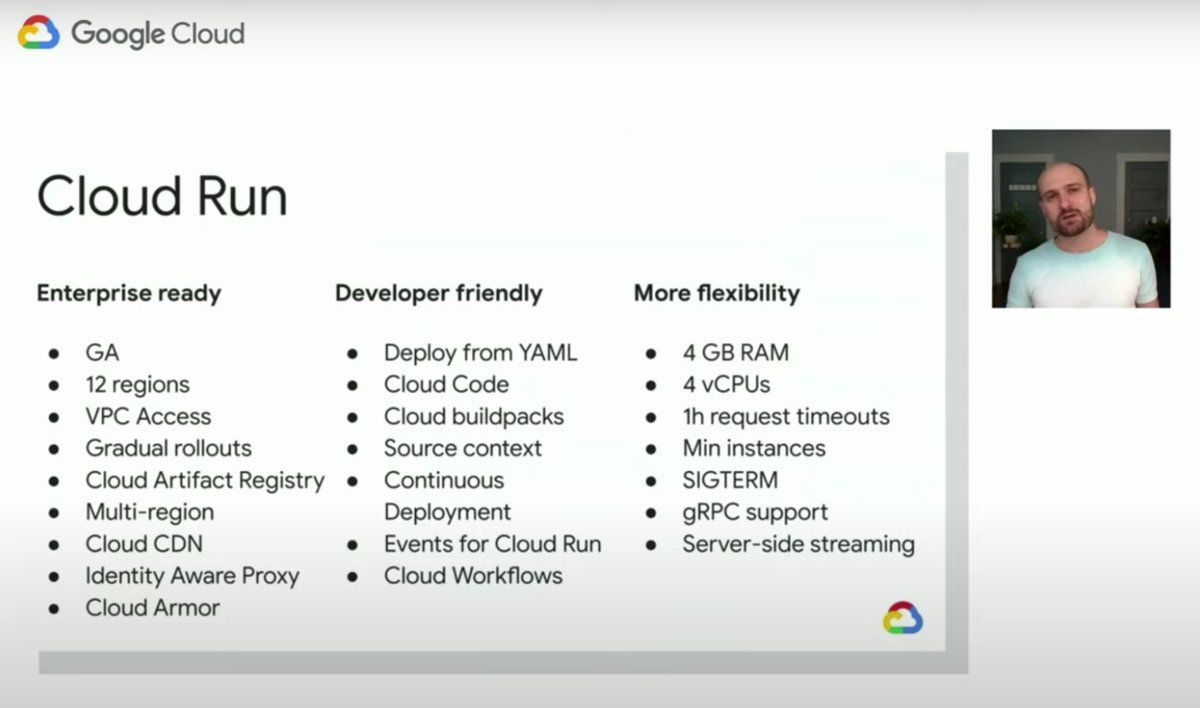 Google Cloud
Cloud Run
Enterprise ready
● GA
● 12 regions
● VPC Access
● Gradual rollouts
● Cloud Artifact Registry
● Multi-region
● Cloud CDN
● Identity Aware Proxy
● Cloud Armor
Developer friendly
● Deploy from YAML
● Cloud Code
● Cloud buildpacks
● Source context
● Continuous
Deployment
● Events for Cloud Run
● Cloud Workflows
More flexibility
● 4 GB RAM
● 4 vCPUs
● 1h request timeouts
● Min instances
● SIGTERM
● gRPC support
● Server-side streaming